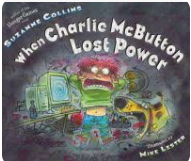 SUZANNE COLLINS
When Charlie McButton
Lost Power
MIKE LESTER